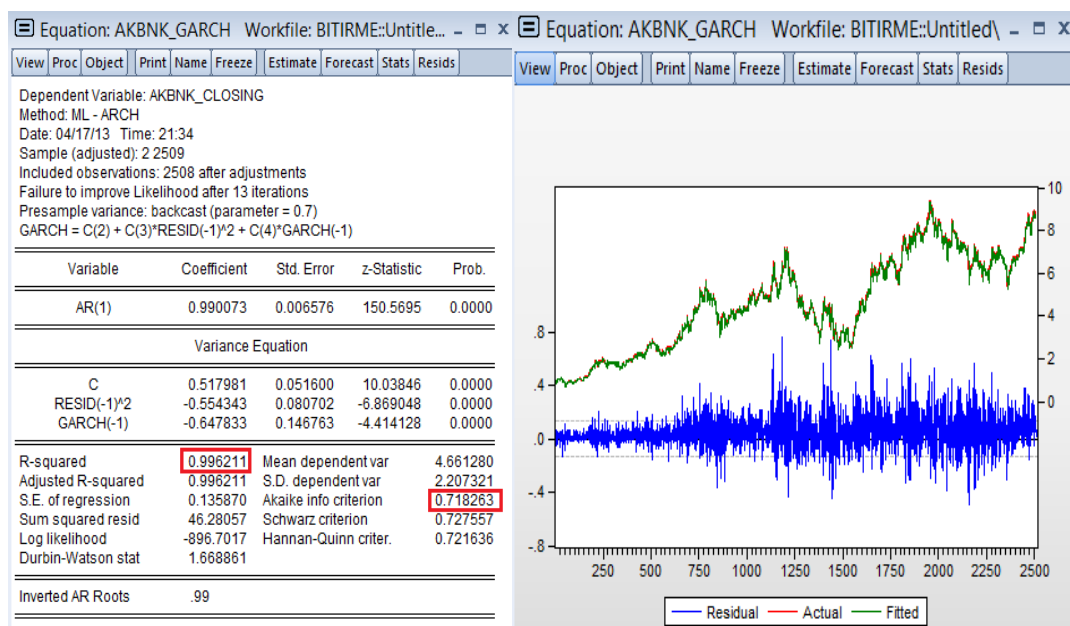 Equation: AKBNK_GARCH Workfile: BITIRME::Untitle...
View Proc Object Print Name Freeze Estimate Forecast Stats Resids
Dependent Variable: AKBNK_CLOSING
Method: ML - ARCH
Date: 04/17/13 Time: 21:34
Sample (adjusted): 2 2509
Included observations: 2508 after adjustments
Failure to improve Likelihood after 13 iterations
Presample variance: backcast (parameter = 0.7)
GARCH = C(2) + C(3)*RESID(-1)^2 + C(4)*GARCH(-1)
Variable Coefficient Std. Error z-Statistic Prob.
AR(1) 0.990073 0.006576 150.5695 0.0000
Variance Equation
C 0.517981 0.051600 10.03846 0.0000
RESID(-1)^2 -0.554343 0.080702 -6.869048 0.0000
GARCH(-1) -0.647833 0.146763 -4.414128 0.0000
R-squared 0.996211 Mean dependent var 4.661280
Adjusted R-squared 0.996211 S.D. dependent var 2.207321
S.E. of regression 0.135870 Akaike info criterion 0.718263
Sum squared resid 46.28057 Schwarz criterion 0.727557
Log likelihood -896.7017 Hannan-Quinn criter. 0.721636
Durbin-Watson stat 1.668861
Inverted AR Roots .99
Equation: AKBNK_GARCH Workfile: BITIRME::Untitled\
View Proc Object Print Name Freeze Estimate Forecast Stats Resids
10
8
6
4
2
0
.8
.4
.0
-.4
-.8
250 500 750 1000 1250 1500 1750 2000 2250 2500
Residual Actual Fitted